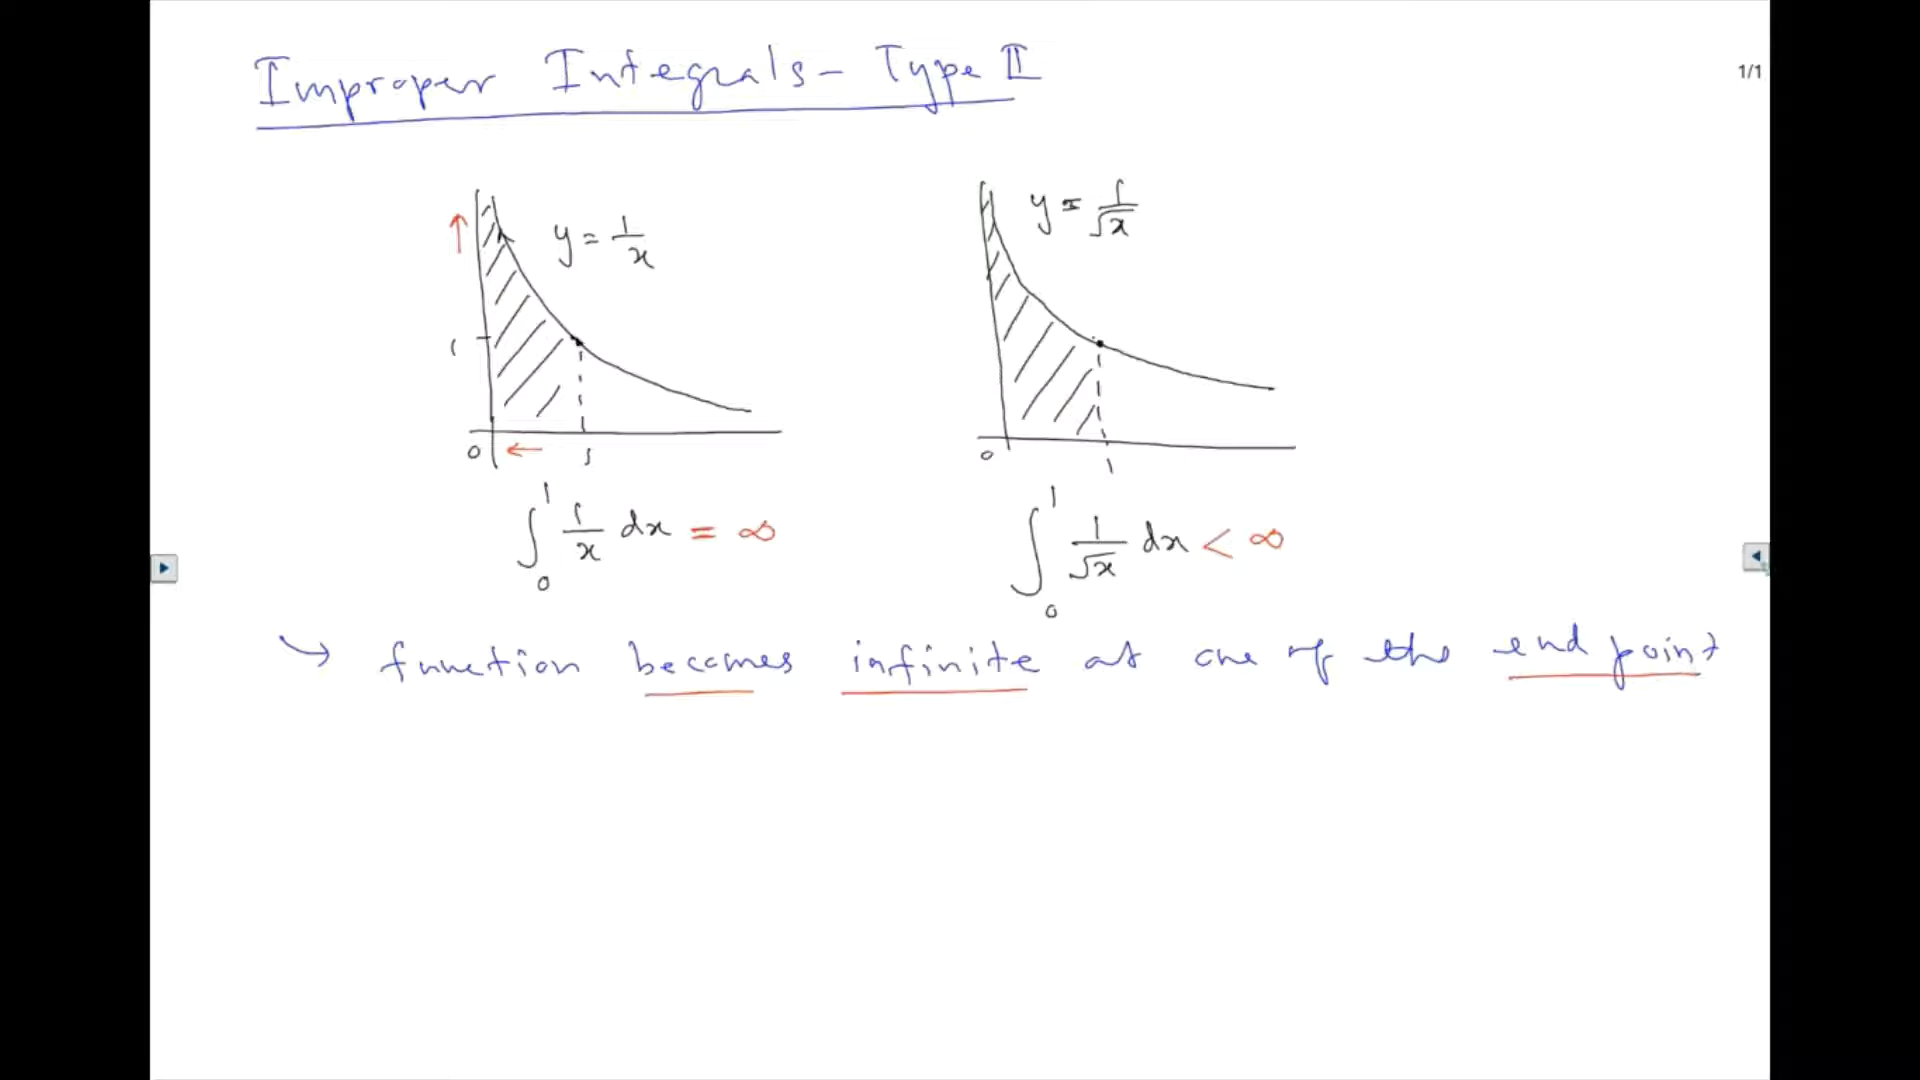 Improper Integrals - Type II
1/1
y = 1/x
y = 1/√x
1
0 ← 1
0 1
∫₀¹ 1/x dx = ∞
∫₀¹ 1/√x dx < ∞
↳ function becomes infinite at one of the end point